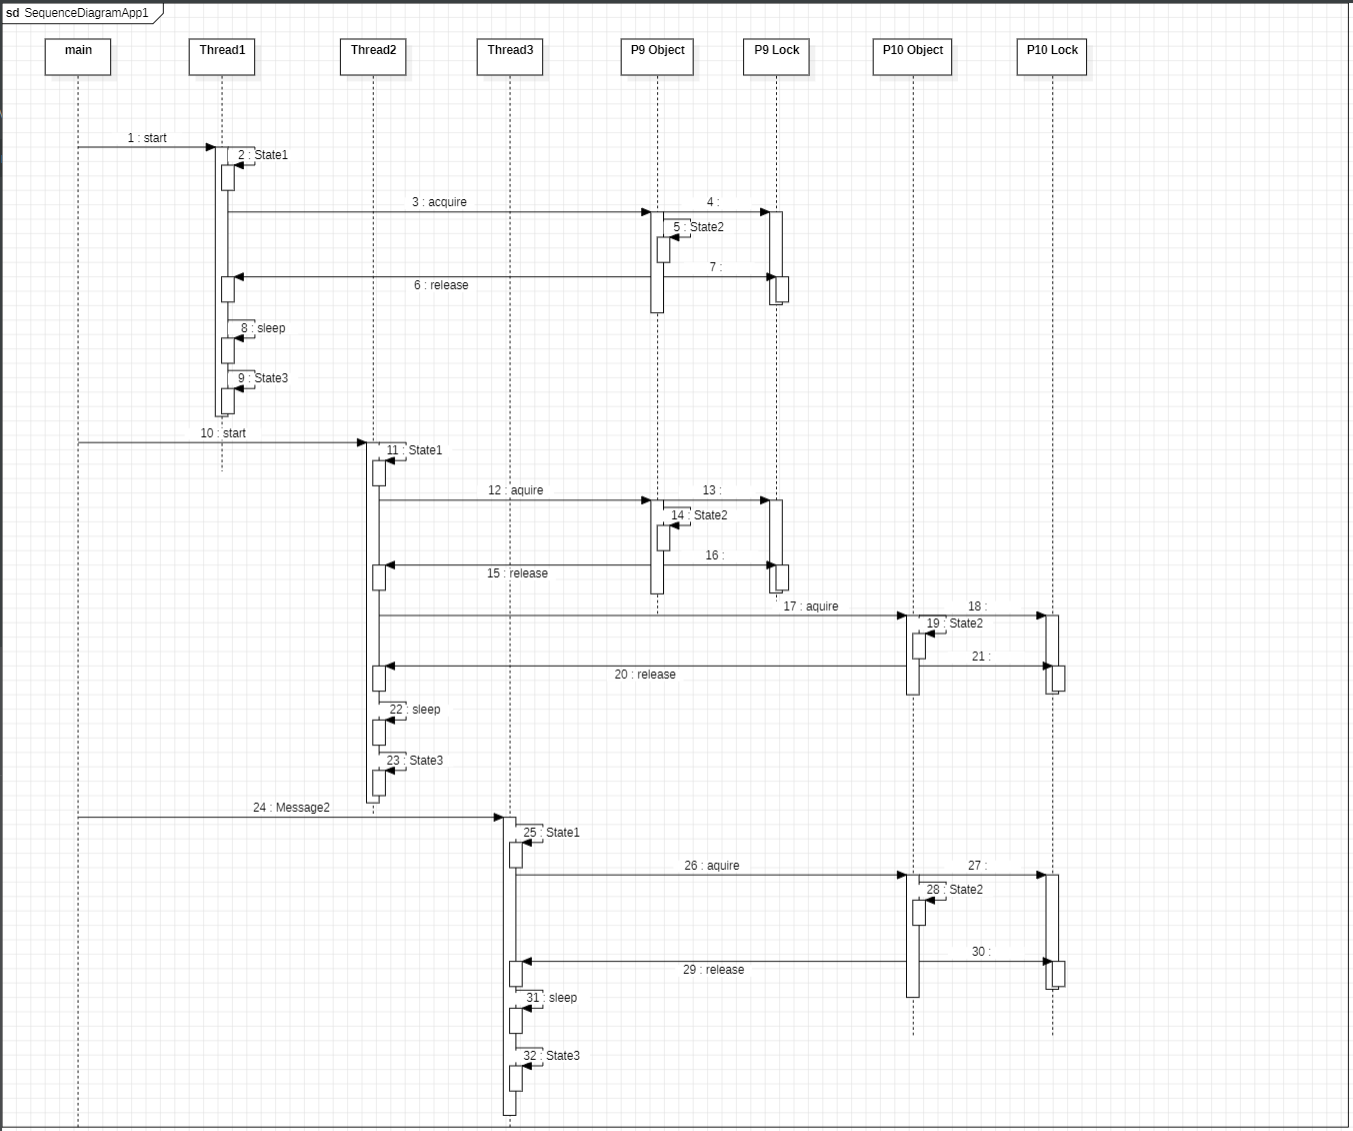 sd SequenceDiagramApp1
main
Thread1
Thread2
Thread3
P9 Object
P9 Lock
P10 Object
P10 Lock
1 : start
2 : State1
3 : acquire
4 :
5 : State2
7 :
6 : release
8 : sleep
9 : State3
10 : start
11 : State1
12 : aquire
13 :
14 : State2
16 :
15 : release
17 : aquire
18 :
19 : State2
21 :
20 : release
22 : sleep
23 : State3
24 : Message2
25 : State1
26 : aquire
27 :
28 : State2
30 :
29 : release
31 : sleep
32 : State3